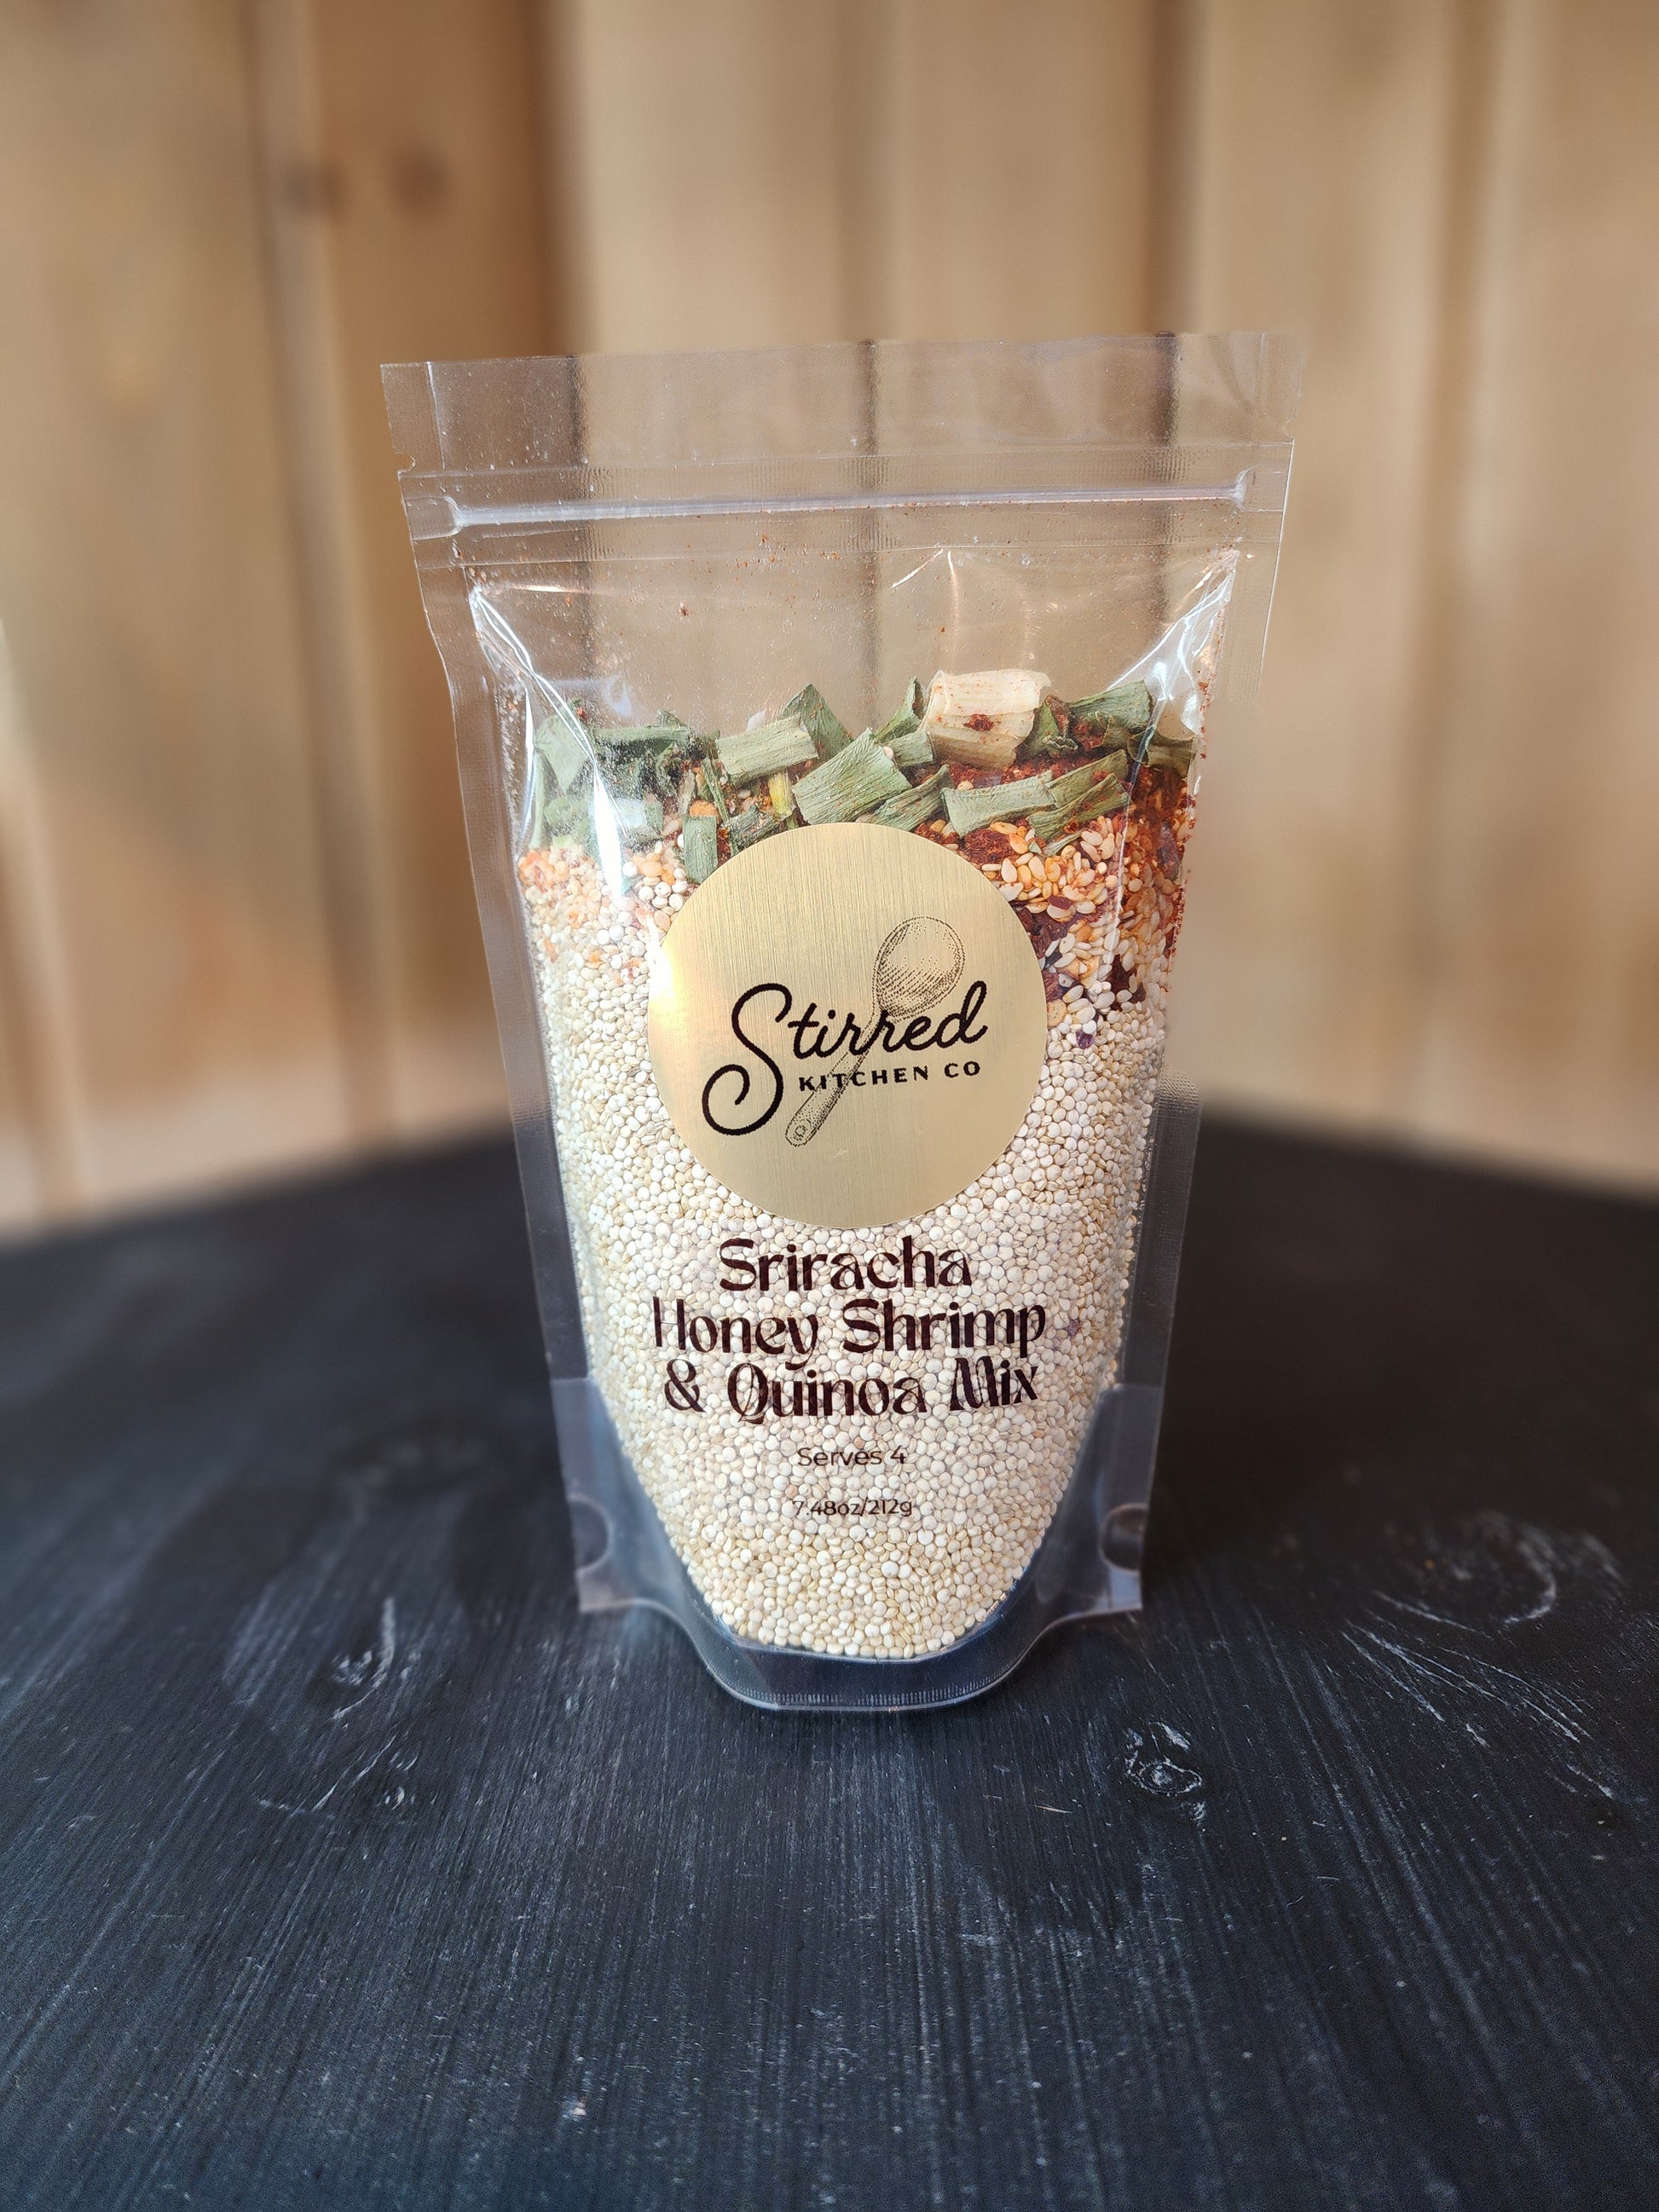 Stirred
KITCHEN CO
Sriracha
Honey Shrimp
& Quinoa Mix
Serves 4
7.48oz/212g